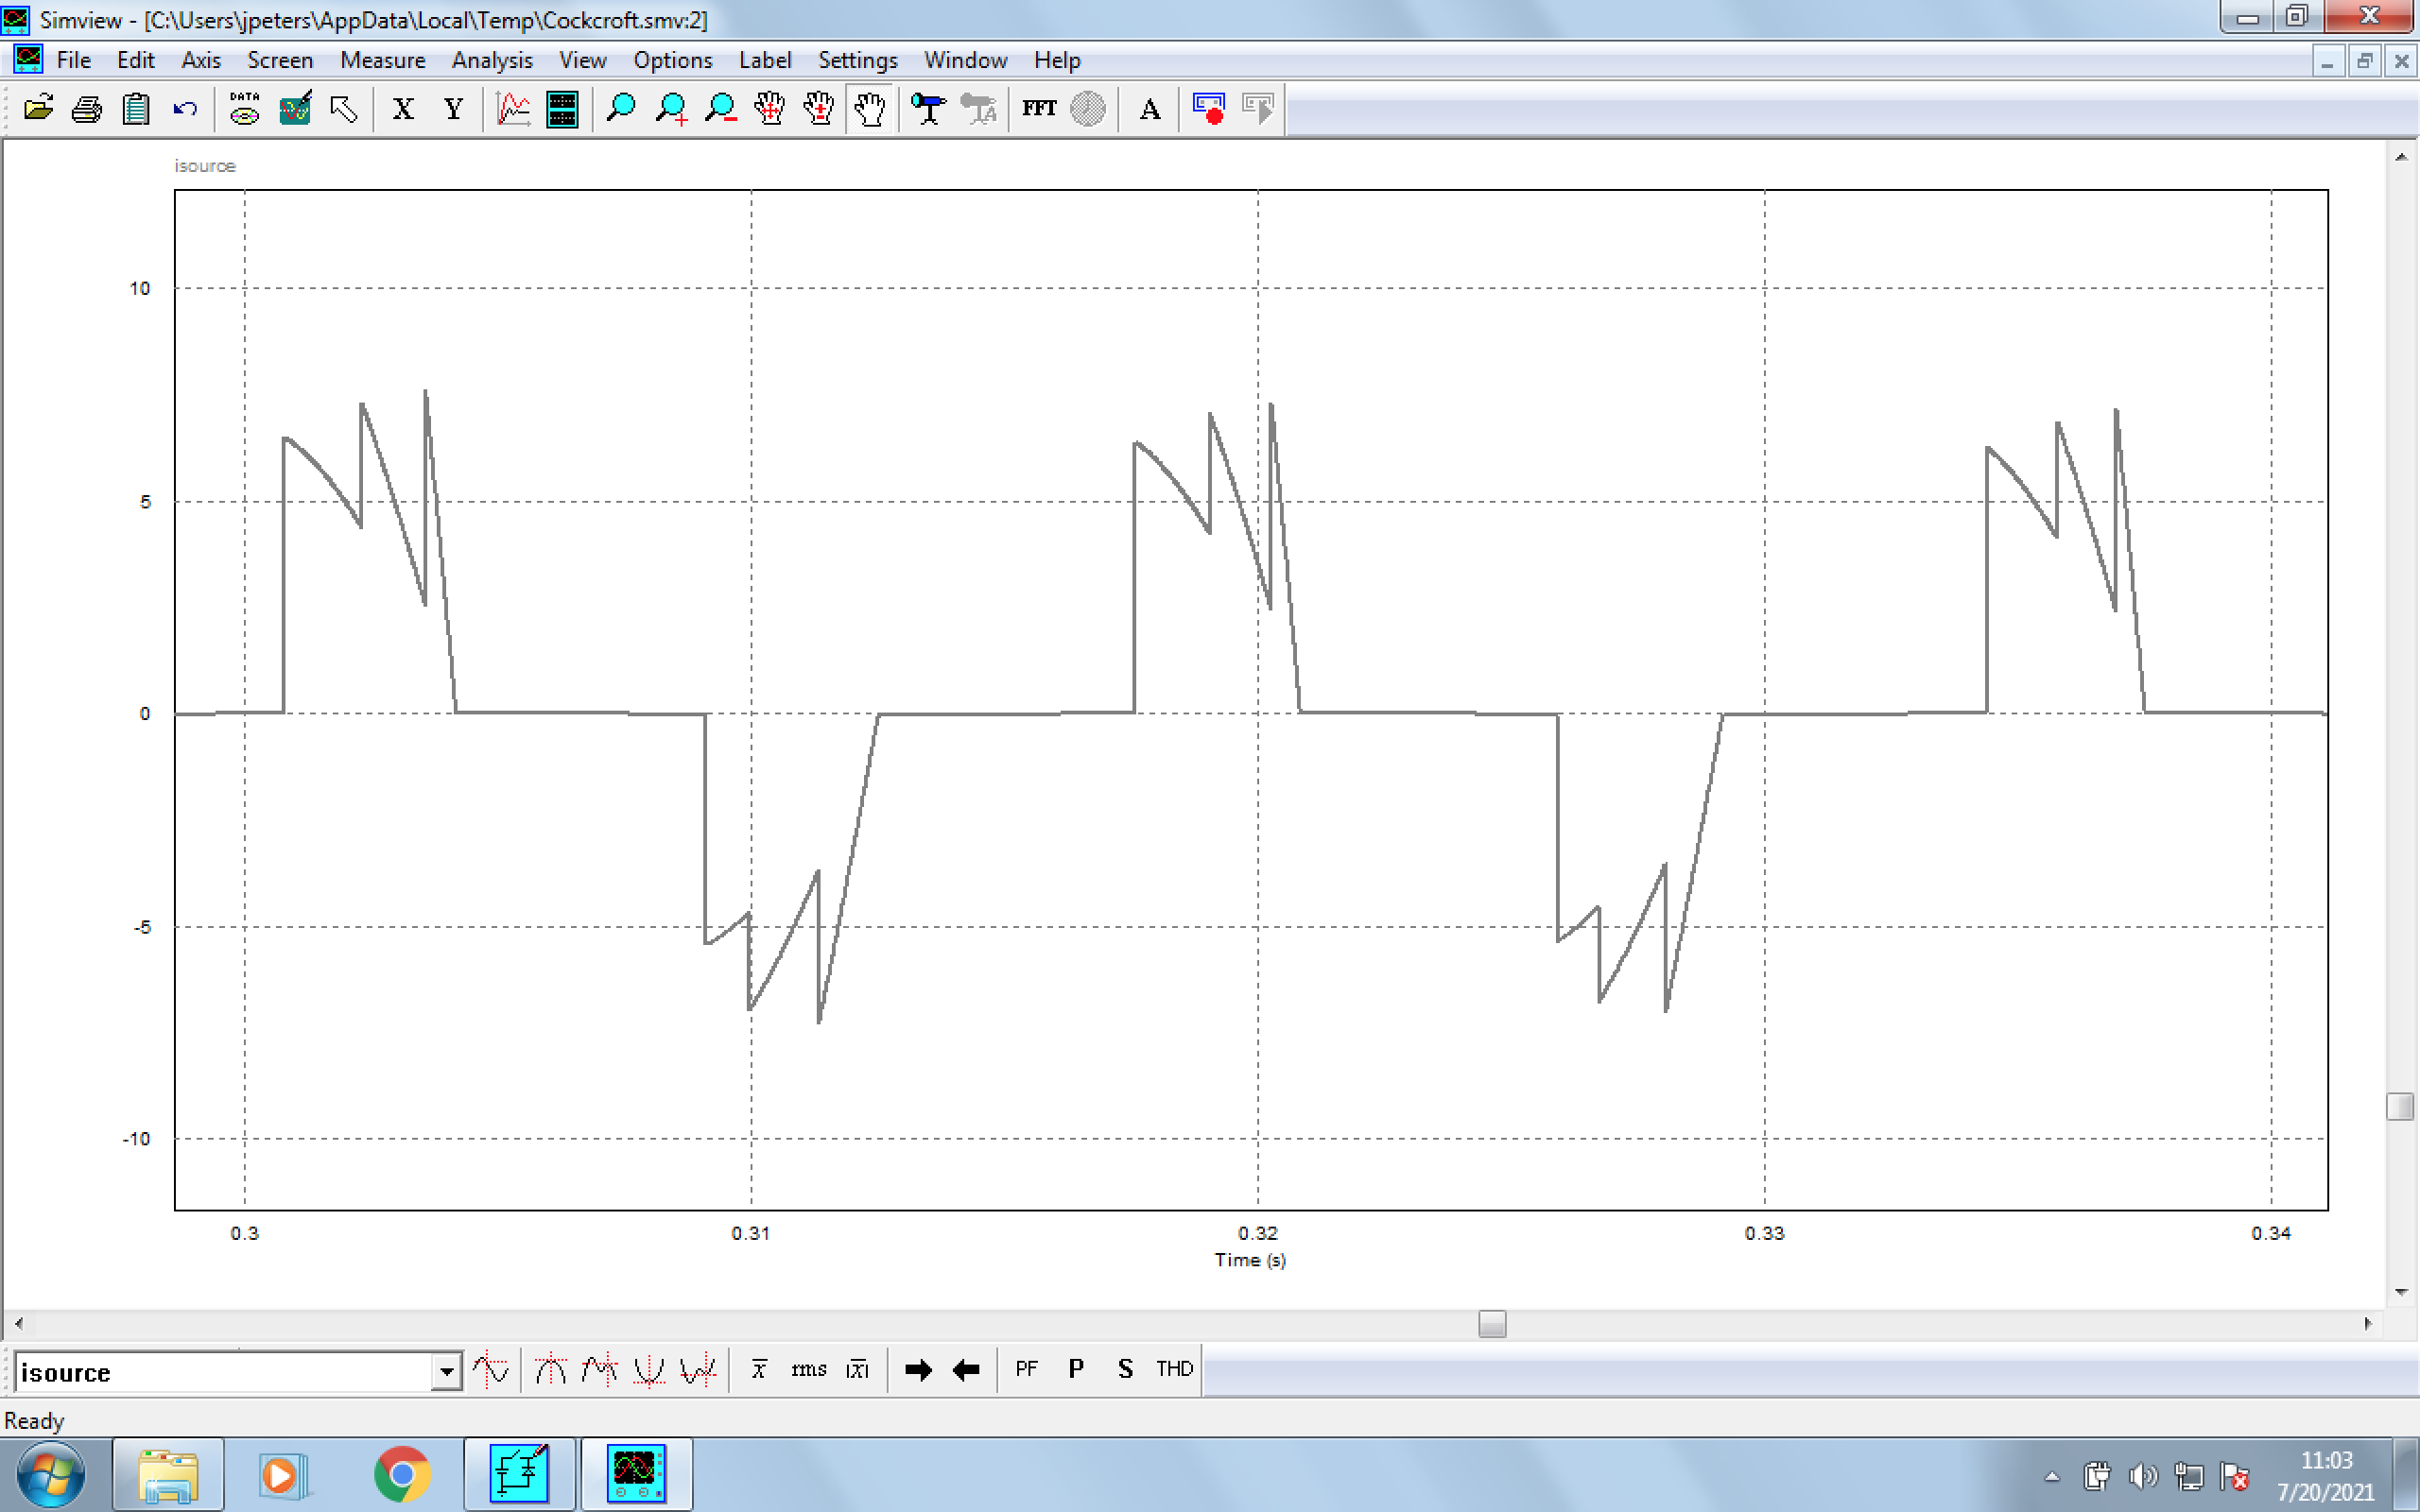 Simview - [C:\Users\jpeters\AppData\Local\Temp\Cockcroft.smv:2]
File Edit Axis Screen Measure Analysis View Options Label Settings Window Help
DATA X Y FFT A
isource
10
5
0
-5
-10
0.3 0.31 0.32 0.33 0.34
Time (s)
isource x rms |x| PF P S THD
Ready
11:03
7/20/2021